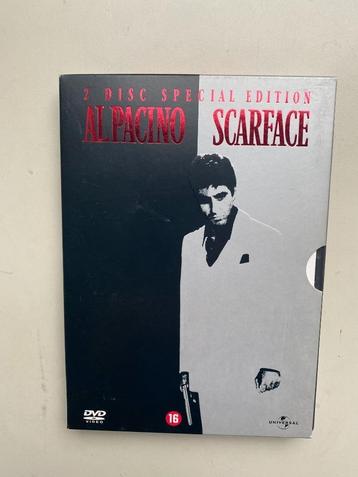 2 DISC SPECIAL EDITION
AL PACINO SCARFACE
DVD
VIDEO
16
UNIVERSAL